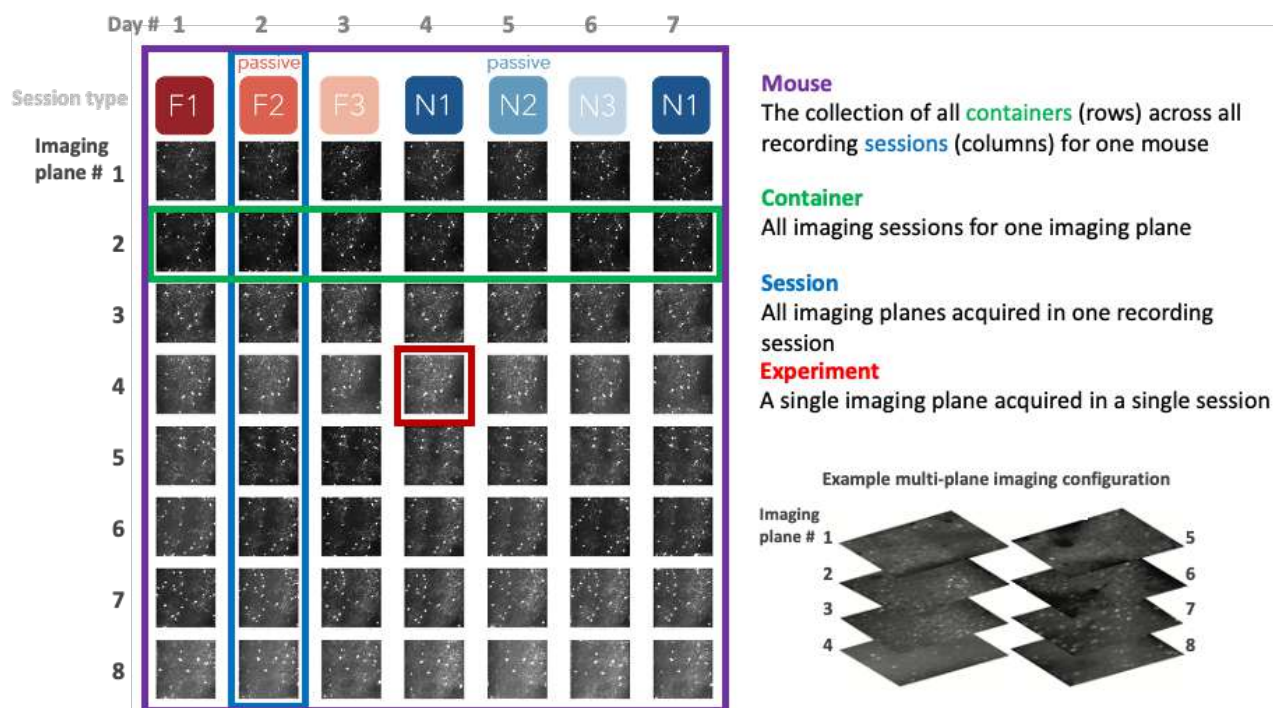 Day # 1 2 3 4 5 6 7
passive passive
Session type F1 F2 F3 N1 N2 N3 N1
Imaging
plane # 1
2
3
4
5
6
7
8
Mouse
The collection of all containers (rows) across all
recording sessions (columns) for one mouse
Container
All imaging sessions for one imaging plane
Session
All imaging planes acquired in one recording
session
Experiment
A single imaging plane acquired in a single session
Example multi-plane imaging configuration
Imaging
plane # 1 5
2 6
3 7
4 8